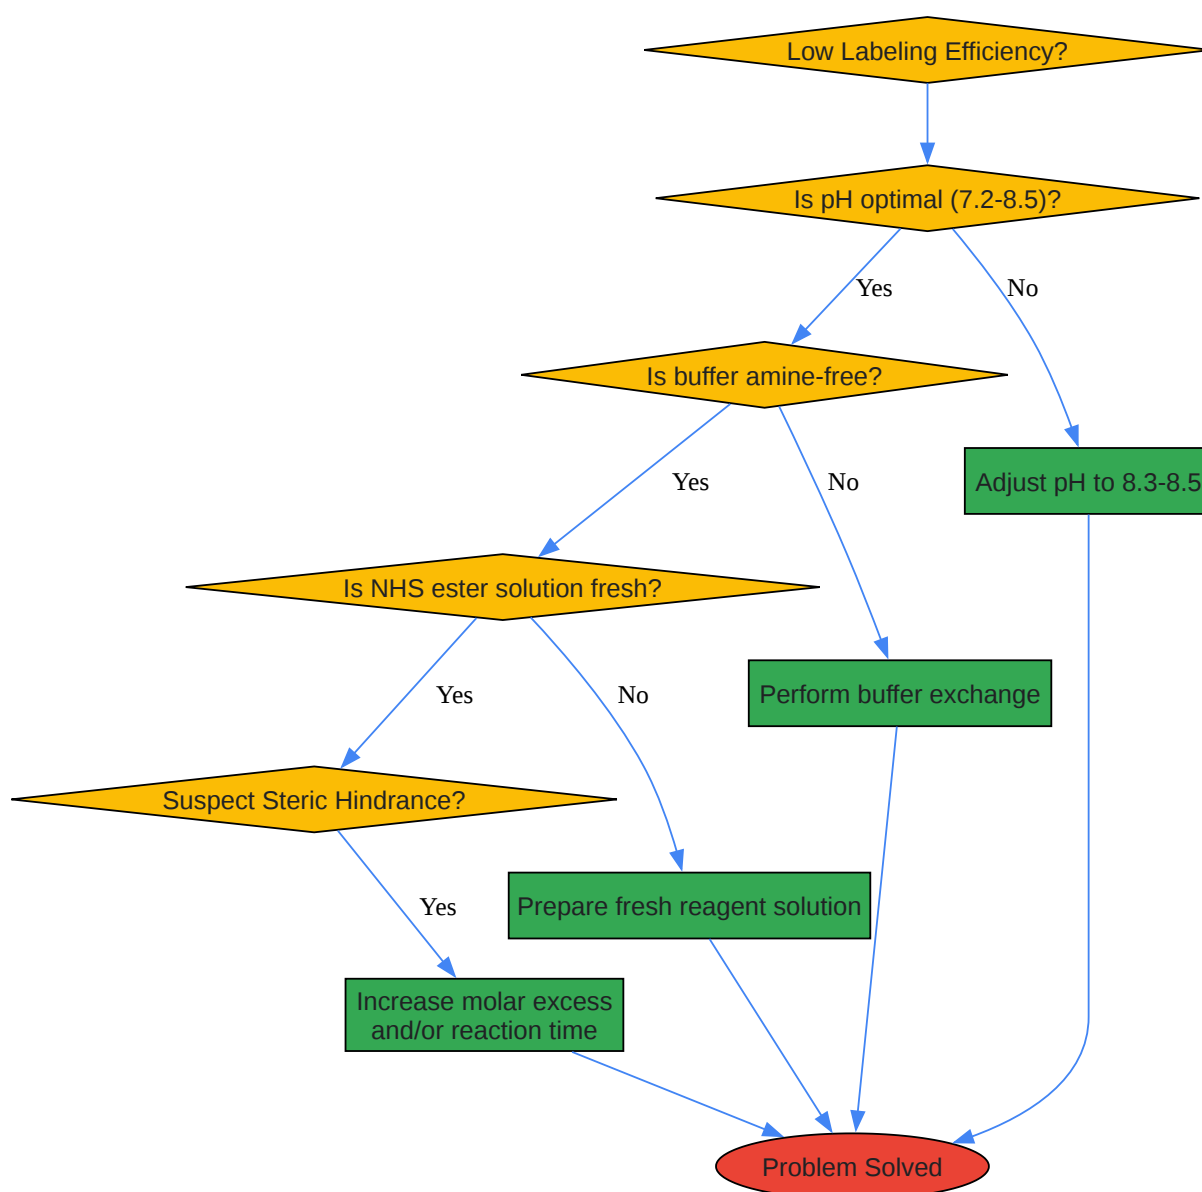 Low Labeling Efficiency?
Is pH optimal (7.2-8.5)?
Yes
No
Is buffer amine-free?
Yes
No
Adjust pH to 8.3-8.5
Is NHS ester solution fresh?
Yes
No
Perform buffer exchange
Suspect Steric Hindrance?
Yes
Prepare fresh reagent solution
Increase molar excess
and/or reaction time
Problem Solved